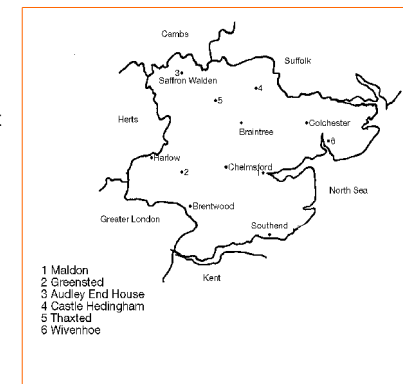 Cambs
Suffolk
3
Saffron Walden
4
5
Herts
Braintree
Colchester
6
Harlow
2
Chelmsford
1
North Sea
Brentwood
Greater London
Southend
Kent
1 Maldon
2 Greensted
3 Audley End House
4 Castle Hedingham
5 Thaxted
6 Wivenhoe